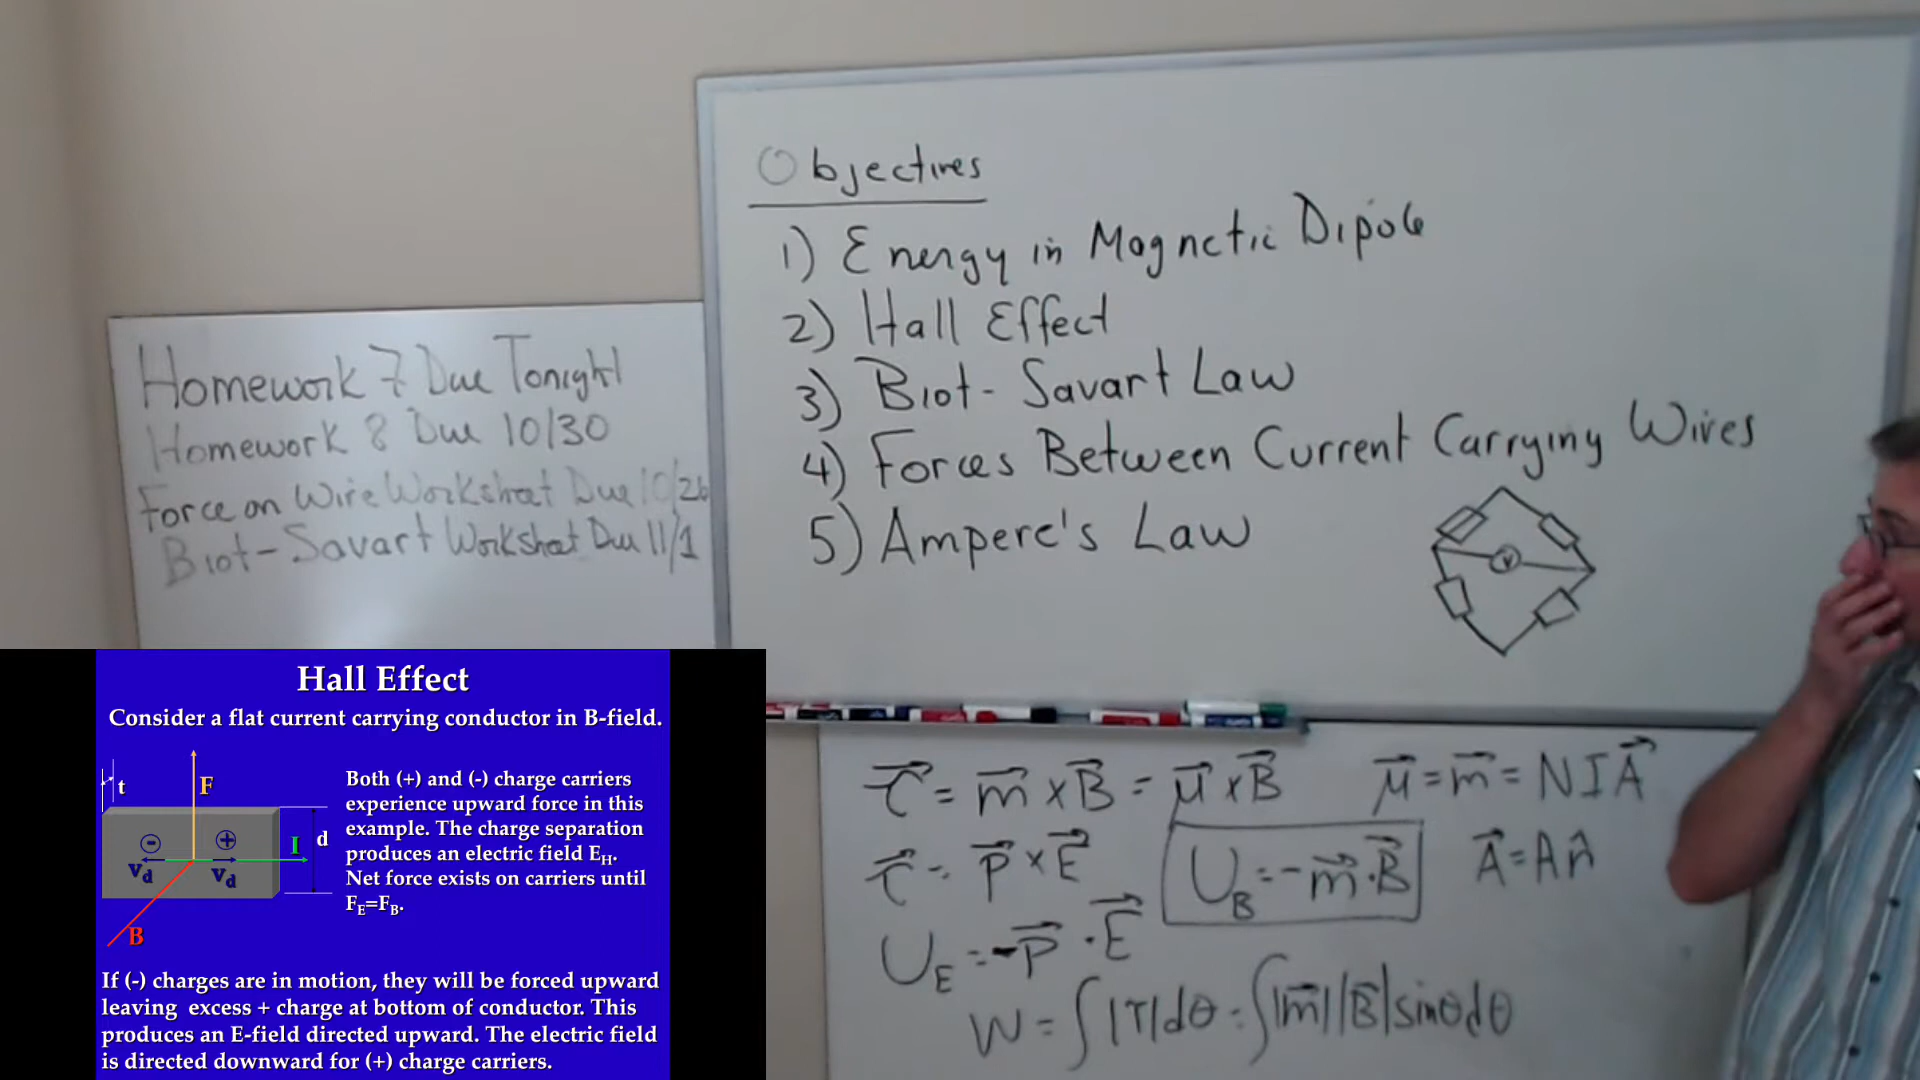 Objectives
1) Energy in Magnetic Dipole
2) Hall Effect
3) Biot-Savart Law
4) Forces Between Current Carrying Wires
5) Ampere's Law
V
Homework 7 Due Tonight
Homework 8 Due 10/30
Force on Wire Worksheet Due 10/26
Biot-Savart Worksheet Due 11/1
Hall Effect
Consider a flat current carrying conductor in B-field.
t
F
d
I
- +
vd vd
B
Both (+) and (-) charge carriers
experience upward force in this
example. The charge separation
produces an electric field EH.
Net force exists on carriers until
FE=FB.
If (-) charges are in motion, they will be forced upward
leaving excess + charge at bottom of conductor. This
produces an E-field directed upward. The electric field
is directed downward for (+) charge carriers.
τ⃗ = m⃗ × B⃗ = μ⃗ × B⃗ μ⃗ = m⃗ = NIA⃗
τ⃗ = p⃗ × E⃗ U_B = -m⃗·B⃗ A⃗ = An̂
U_E = -p⃗·E⃗
W = ∫|τ|dθ = ∫|m⃗||B⃗|sinθdθ